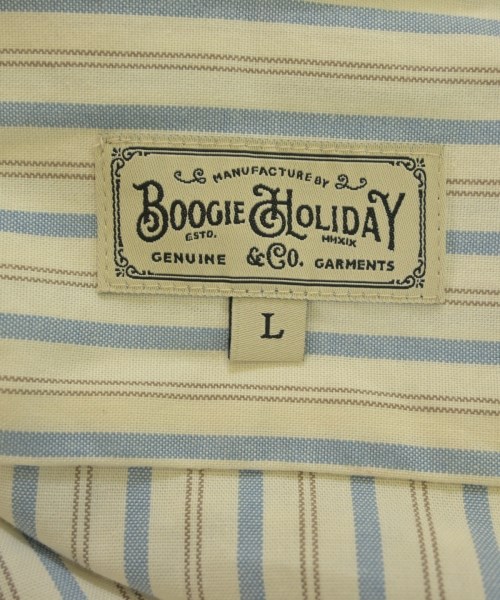 MANUFACTURE BY
BOOGIE HOLIDAY
ESTD. MMXIX
GENUINE &CO. GARMENTS
L